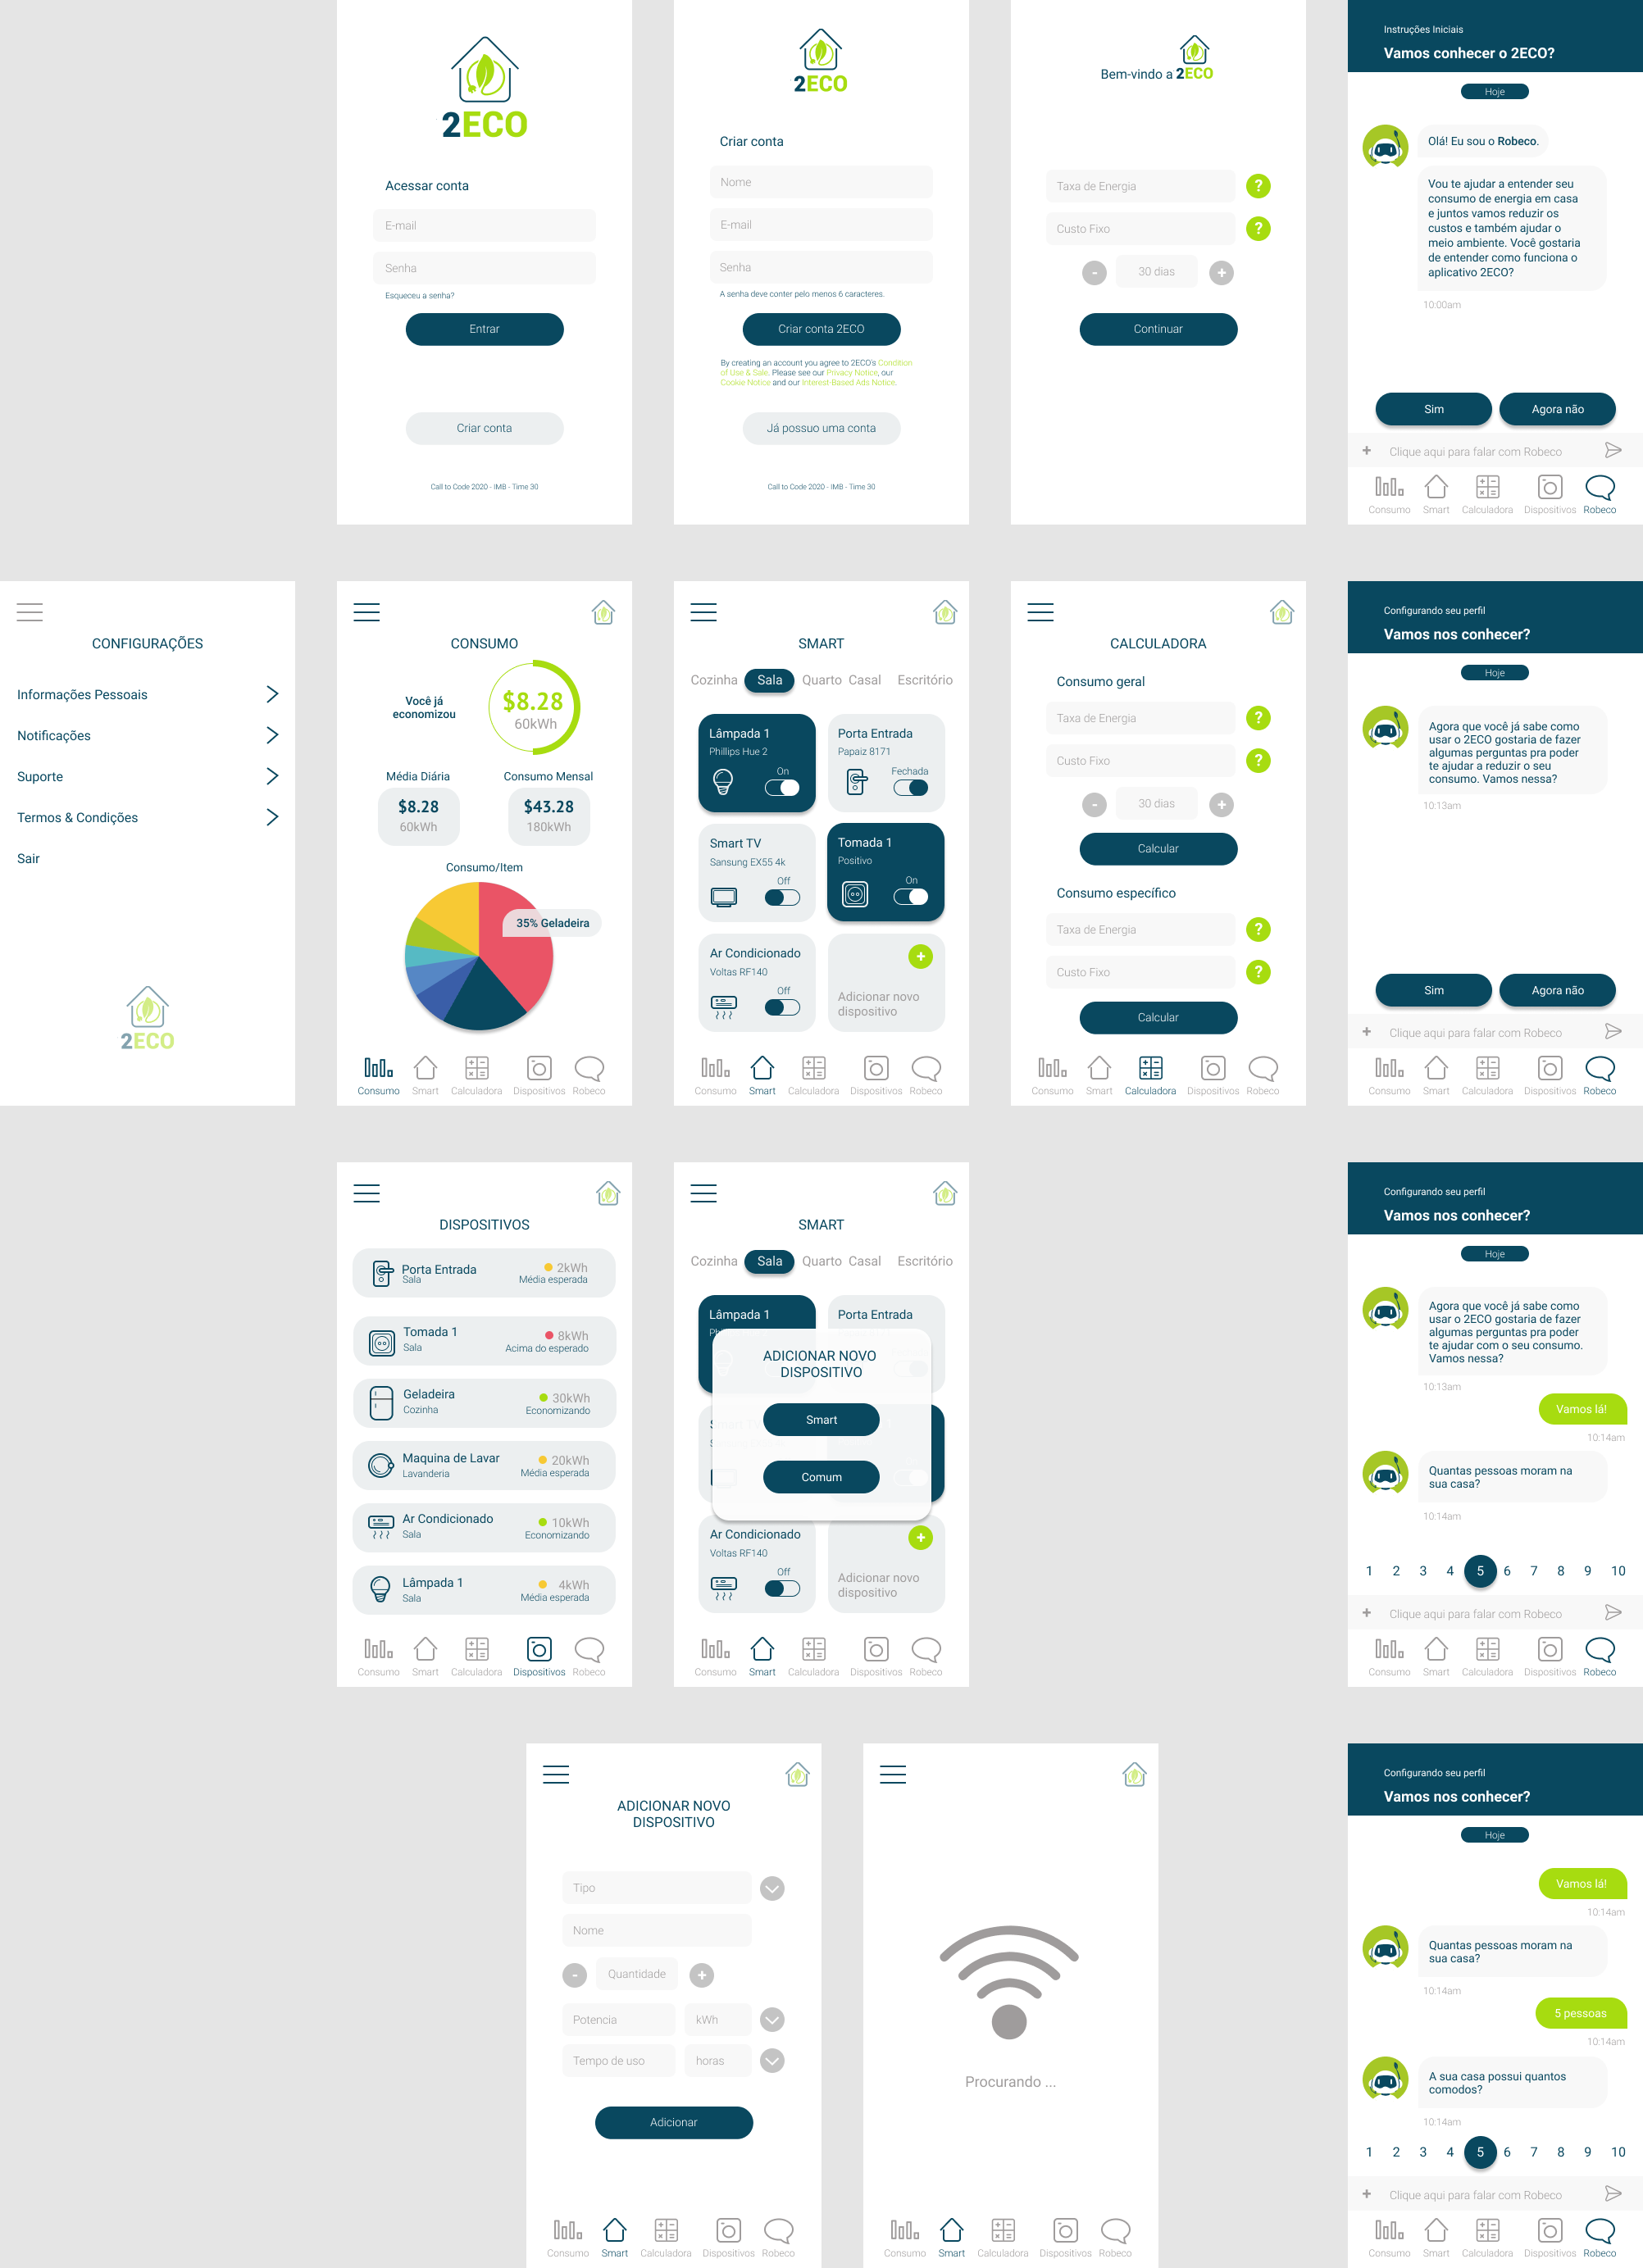 2ECO
Acessar conta
E-mail
Senha
Esqueceu a senha?
Entrar
Criar conta
Call to Code 2020 - IMB - Time 30
2ECO
Criar conta
Nome
E-mail
Senha
A senha deve conter pelo menos 6 caracteres.
Criar conta 2ECO
By creating an account you agree to 2ECO's Condition
of Use & Sale. Please see our Privacy Notice, our
Cookie Notice and our Interest-Based Ads Notice.
Já possuo uma conta
Call to Code 2020 - IMB - Time 30
Bem-vindo a 2ECO
Taxa de Energia ?
Custo Fixo ?
- 30 dias +
Continuar
Instruções Iniciais
Vamos conhecer o 2ECO?
Hoje
Olá! Eu sou o Robeco.
Vou te ajudar a entender seu
consumo de energia em casa
e juntos vamos reduzir os
custos e também ajudar o
meio ambiente. Você gostaria
de entender como funciona o
aplicativo 2ECO?
10:00am
Sim Agora não
+ Clique aqui para falar com Robeco
Consumo Smart Calculadora Dispositivos Robeco
CONFIGURAÇÕES
Informações Pessoais
Notificações
Suporte
Termos & Condições
Sair
2ECO
CONSUMO
Você já
economizou
$8.28
60kWh
Média Diária Consumo Mensal
$8.28 $43.28
60kWh 180kWh
Consumo/Item
35% Geladeira
Consumo Smart Calculadora Dispositivos Robeco
SMART
Cozinha Sala Quarto Casal Escritório
Lâmpada 1
Phillips Hue 2
On
Porta Entrada
Papaiz 8171
Fechada
Smart TV
Sansung EX55 4k
Off
Tomada 1
Positivo
On
Ar Condicionado
Voltas RF140
Off
+
Adicionar novo
dispositivo
Consumo Smart Calculadora Dispositivos Robeco
CALCULADORA
Consumo geral
Taxa de Energia ?
Custo Fixo ?
- 30 dias +
Calcular
Consumo específico
Taxa de Energia ?
Custo Fixo ?
Calcular
Consumo Smart Calculadora Dispositivos Robeco
Configurando seu perfil
Vamos nos conhecer?
Hoje
Agora que você já sabe como
usar o 2ECO gostaria de fazer
algumas perguntas pra poder
te ajudar a reduzir o seu
consumo. Vamos nessa?
10:13am
Sim Agora não
+ Clique aqui para falar com Robeco
Consumo Smart Calculadora Dispositivos Robeco
DISPOSITIVOS
Porta Entrada 2kWh
Sala Média esperada
Tomada 1 8kWh
Sala Acima do esperado
Geladeira 30kWh
Cozinha Economizando
Maquina de Lavar 20kWh
Lavanderia Média esperada
Ar Condicionado 10kWh
Sala Economizando
Lâmpada 1 4kWh
Sala Média esperada
Consumo Smart Calculadora Dispositivos Robeco
SMART
Cozinha Sala Quarto Casal Escritório
Lâmpada 1 Porta Entrada
ADICIONAR NOVO
DISPOSITIVO
Smart
Comum
Ar Condicionado
Voltas RF140
Off
+
Adicionar novo
dispositivo
Consumo Smart Calculadora Dispositivos Robeco
Configurando seu perfil
Vamos nos conhecer?
Hoje
Agora que você já sabe como
usar o 2ECO gostaria de fazer
algumas perguntas pra poder
te ajudar com o seu consumo.
Vamos nessa?
10:13am
Vamos lá!
10:14am
Quantas pessoas moram na
sua casa?
10:14am
1 2 3 4 5 6 7 8 9 10
+ Clique aqui para falar com Robeco
Consumo Smart Calculadora Dispositivos Robeco
ADICIONAR NOVO
DISPOSITIVO
Tipo
Nome
- Quantidade +
Potencia kWh
Tempo de uso horas
Adicionar
Consumo Smart Calculadora Dispositivos Robeco
Procurando ...
Consumo Smart Calculadora Dispositivos Robeco
Configurando seu perfil
Vamos nos conhecer?
Hoje
Vamos lá!
10:14am
Quantas pessoas moram na
sua casa?
10:14am
5 pessoas
10:14am
A sua casa possui quantos
comodos?
10:14am
1 2 3 4 5 6 7 8 9 10
+ Clique aqui para falar com Robeco
Consumo Smart Calculadora Dispositivos Robeco